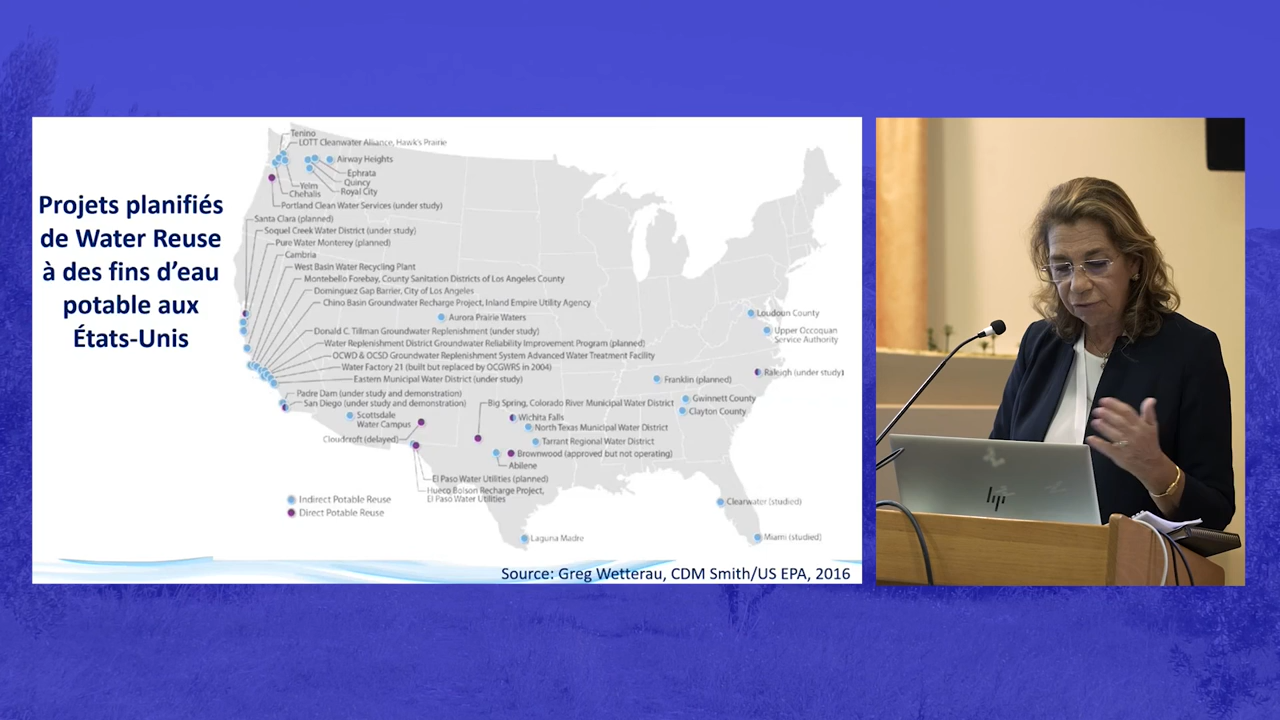 Projets planifiés
de Water Reuse
à des fins d’eau
potable aux
États-Unis
Tenino
LOTT Cleanwater Alliance, Hawk's Prairie
Airway Heights
Ephrata
Quincy
Royal City
Yelm
Chehalis
Portland Clean Water Services (under study)
Santa Clara (planned)
Soquel Creek Water District (under study)
Pure Water Monterey (planned)
Cambria
West Basin Water Recycling Plant
Montebello Forebay, County Sanitation Districts of Los Angeles County
Dominguez Gap Barrier, City of Los Angeles
Chino Basin Groundwater Recharge Project, Inland Empire Utility Agency
Donald C. Tillman Groundwater Replenishment (under study)
Water Replenishment District Groundwater Reliability Improvement Program (planned)
OCWD & OCSD Groundwater Replenishment System Advanced Water Treatment Facility
Water Factory 21 (built but replaced by OCGWRS in 2004)
Eastern Municipal Water District (under study)
Padre Dam (under study and demonstration)
San Diego (under study and demonstration)
Scottsdale
Water Campus
Cloudcroft (delayed)
Aurora Prairie Waters
Big Spring, Colorado River Municipal Water District
Wichita Falls
North Texas Municipal Water District
Tarrant Regional Water District
Brownwood (approved but not operating)
Abilene
El Paso Water Utilities (planned)
Hueco Bolson Recharge Project,
El Paso Water Utilities
Laguna Madre
Loudoun County
Upper Occoquan
Service Authority
Raleigh (under study)
Franklin (planned)
Gwinnett County
Clayton County
Clearwater (studied)
Miami (studied)
Indirect Potable Reuse
Direct Potable Reuse
Source: Greg Wetterau, CDM Smith/US EPA, 2016
hp